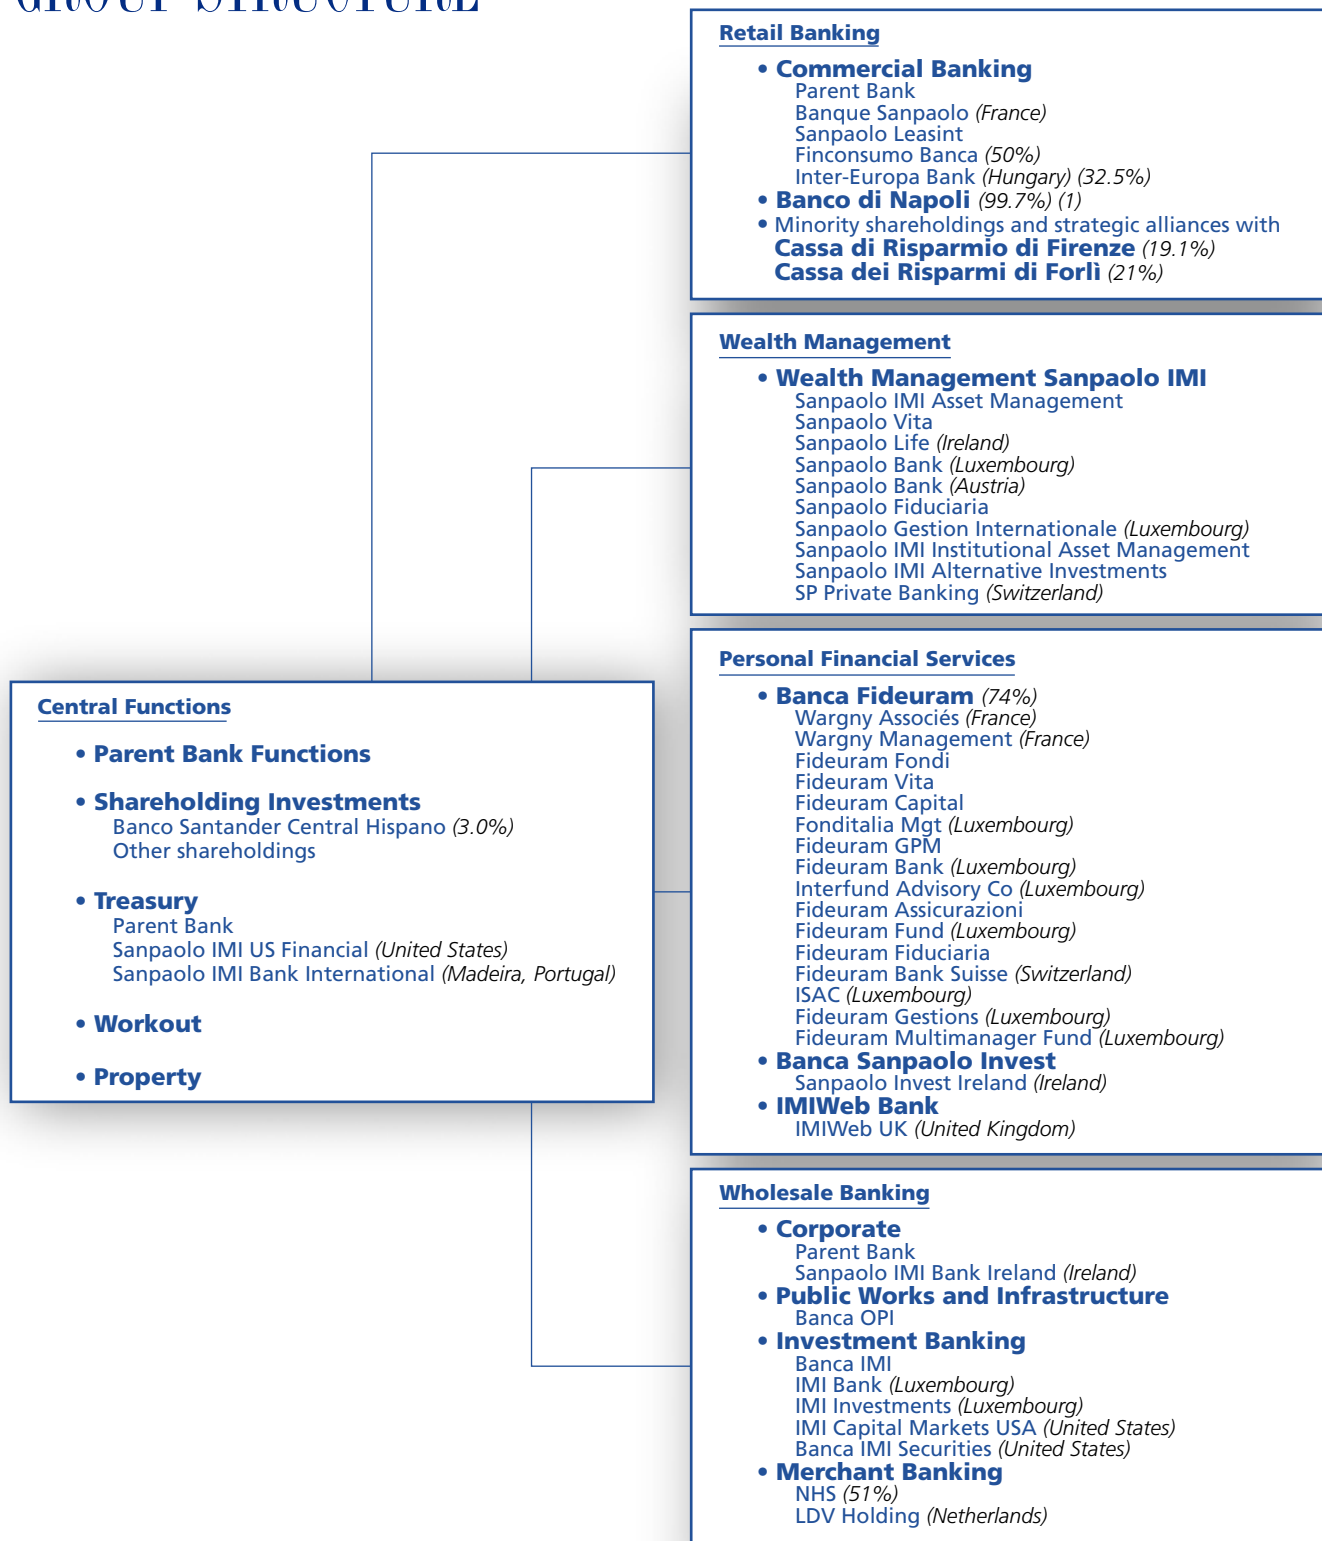 GROUP STRUCTURE
Retail Banking
• Commercial Banking
Parent Bank
Banque Sanpaolo (France)
Sanpaolo Leasint
Finconsumo Banca (50%)
Inter-Europa Bank (Hungary) (32.5%)
• Banco di Napoli (99.7%) (1)
• Minority shareholdings and strategic alliances with
Cassa di Risparmio di Firenze (19.1%)
Cassa dei Risparmi di Forlì (21%)
Wealth Management
• Wealth Management Sanpaolo IMI
Sanpaolo IMI Asset Management
Sanpaolo Vita
Sanpaolo Life (Ireland)
Sanpaolo Bank (Luxembourg)
Sanpaolo Bank (Austria)
Sanpaolo Fiduciaria
Sanpaolo Gestion Internationale (Luxembourg)
Sanpaolo IMI Institutional Asset Management
Sanpaolo IMI Alternative Investments
SP Private Banking (Switzerland)
Central Functions
• Parent Bank Functions
• Shareholding Investments
Banco Santander Central Hispano (3.0%)
Other shareholdings
• Treasury
Parent Bank
Sanpaolo IMI US Financial (United States)
Sanpaolo IMI Bank International (Madeira, Portugal)
• Workout
• Property
Personal Financial Services
• Banca Fideuram (74%)
Wargny Associés (France)
Wargny Management (France)
Fideuram Fondi
Fideuram Vita
Fideuram Capital
Fonditalia Mgt (Luxembourg)
Fideuram GPM
Fideuram Bank (Luxembourg)
Interfund Advisory Co (Luxembourg)
Fideuram Assicurazioni
Fideuram Fund (Luxembourg)
Fideuram Fiduciaria
Fideuram Bank Suisse (Switzerland)
ISAC (Luxembourg)
Fideuram Gestions (Luxembourg)
Fideuram Multimanager Fund (Luxembourg)
• Banca Sanpaolo Invest
Sanpaolo Invest Ireland (Ireland)
• IMIWeb Bank
IMIWeb UK (United Kingdom)
Wholesale Banking
• Corporate
Parent Bank
Sanpaolo IMI Bank Ireland (Ireland)
• Public Works and Infrastructure
Banca OPI
• Investment Banking
Banca IMI
IMI Bank (Luxembourg)
IMI Investments (Luxembourg)
IMI Capital Markets USA (United States)
Banca IMI Securities (United States)
• Merchant Banking
NHS (51%)
LDV Holding (Netherlands)